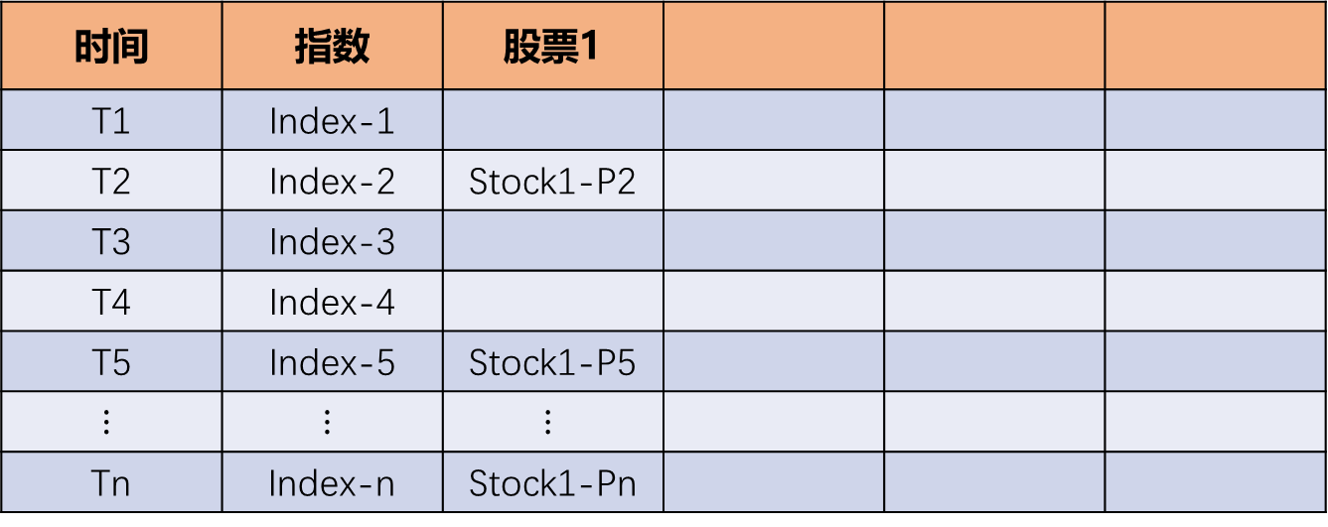 时间 指数 股票1
T1 Index-1
T2 Index-2 Stock1-P2
T3 Index-3
T4 Index-4
T5 Index-5 Stock1-P5
⋮ ⋮ ⋮
Tn Index-n Stock1-Pn